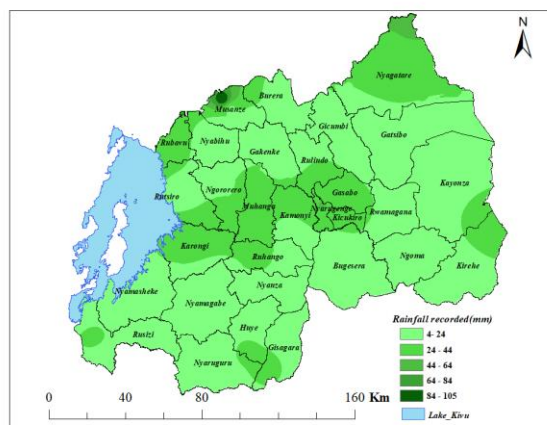 N
Nyagatare
Burera
Musanze
Gicumbi
Rubavu
Nyabihu
Gakenke
Gatsibo
Rulindo
Rutsiro
Ngororero
Gasabo
Kayonza
Muhanga
Kamonyi
Nyarugenge
Kicukiro
Rwamagana
Karongi
Ruhango
Bugesera
Ngoma
Kirehe
Nyamasheke
Nyanza
Nyamagabe
Rusizi
Huye
Gisagara
Nyaruguru
Rainfall recorded(mm)
4- 24
24 - 44
44 - 64
64 - 84
84 - 105
Lake_Kivu
0 40 80 160 Km